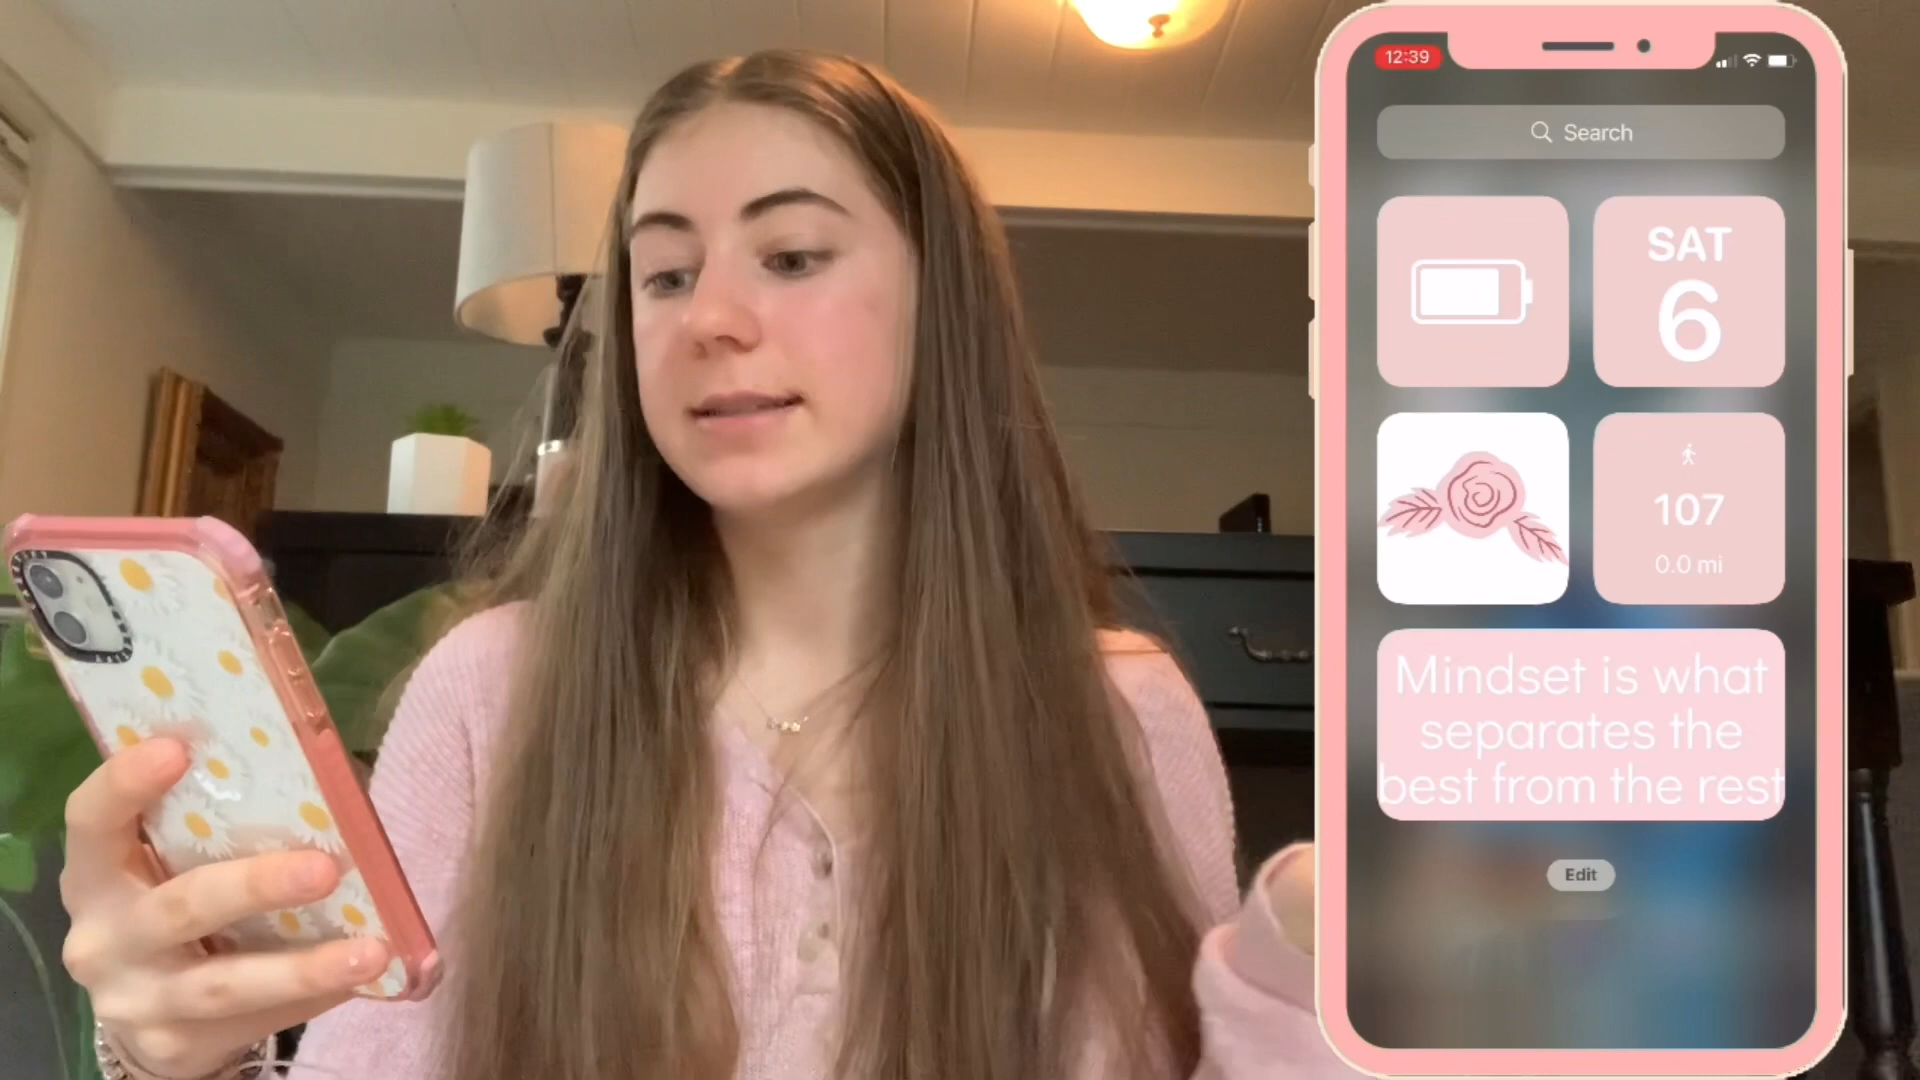 12:39
Search
SAT
6
107
0.0 mi
Mindset is what
separates the
best from the rest
Edit